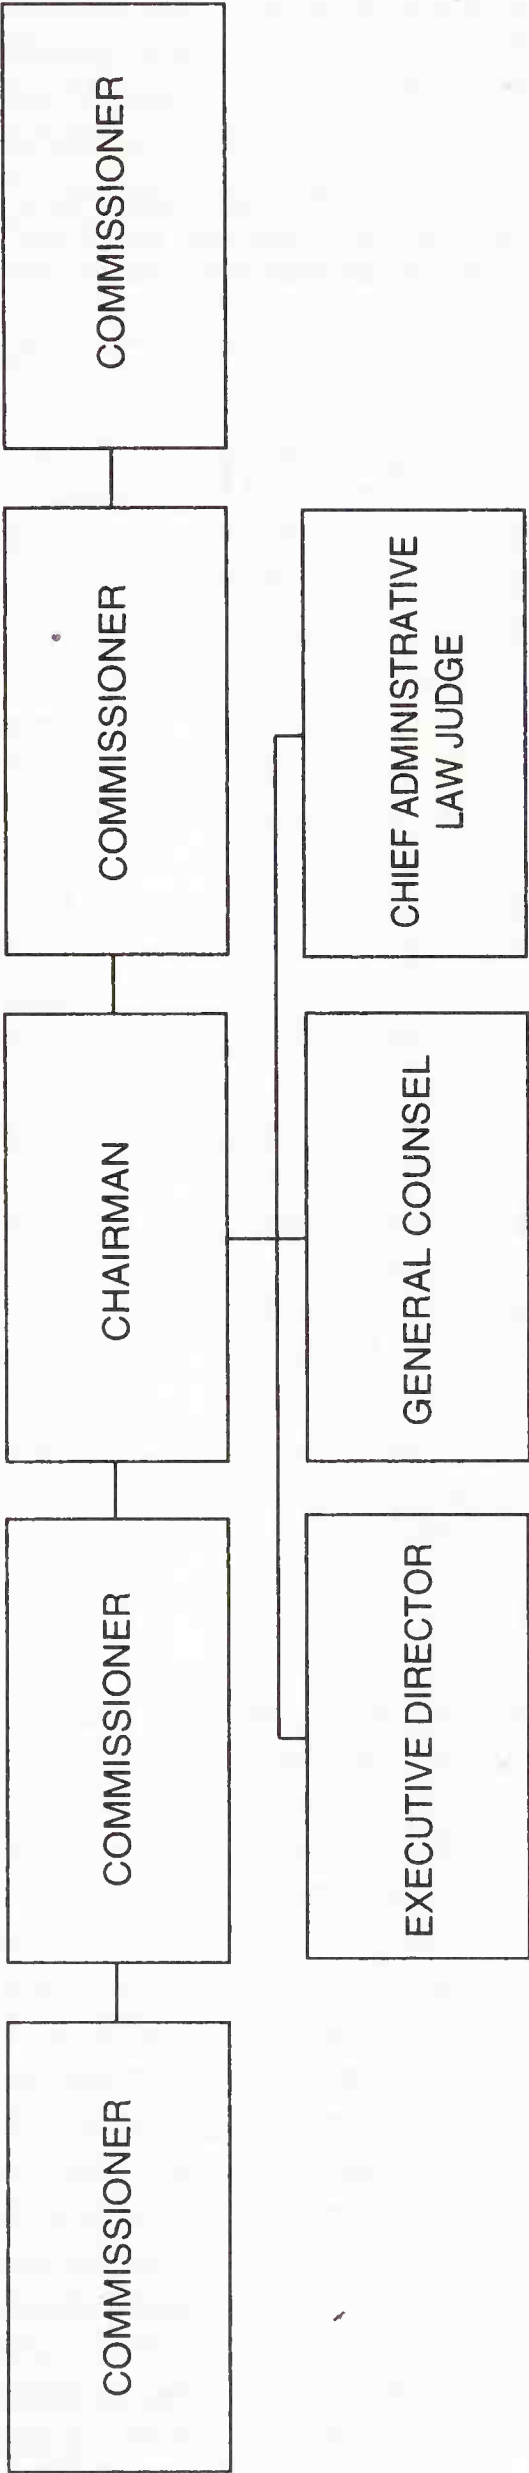 COMMISSIONER
COMMISSIONER
CHAIRMAN
COMMISSIONER
COMMISSIONER
EXECUTIVE DIRECTOR
GENERAL COUNSEL
CHIEF ADMINISTRATIVE
LAW JUDGE